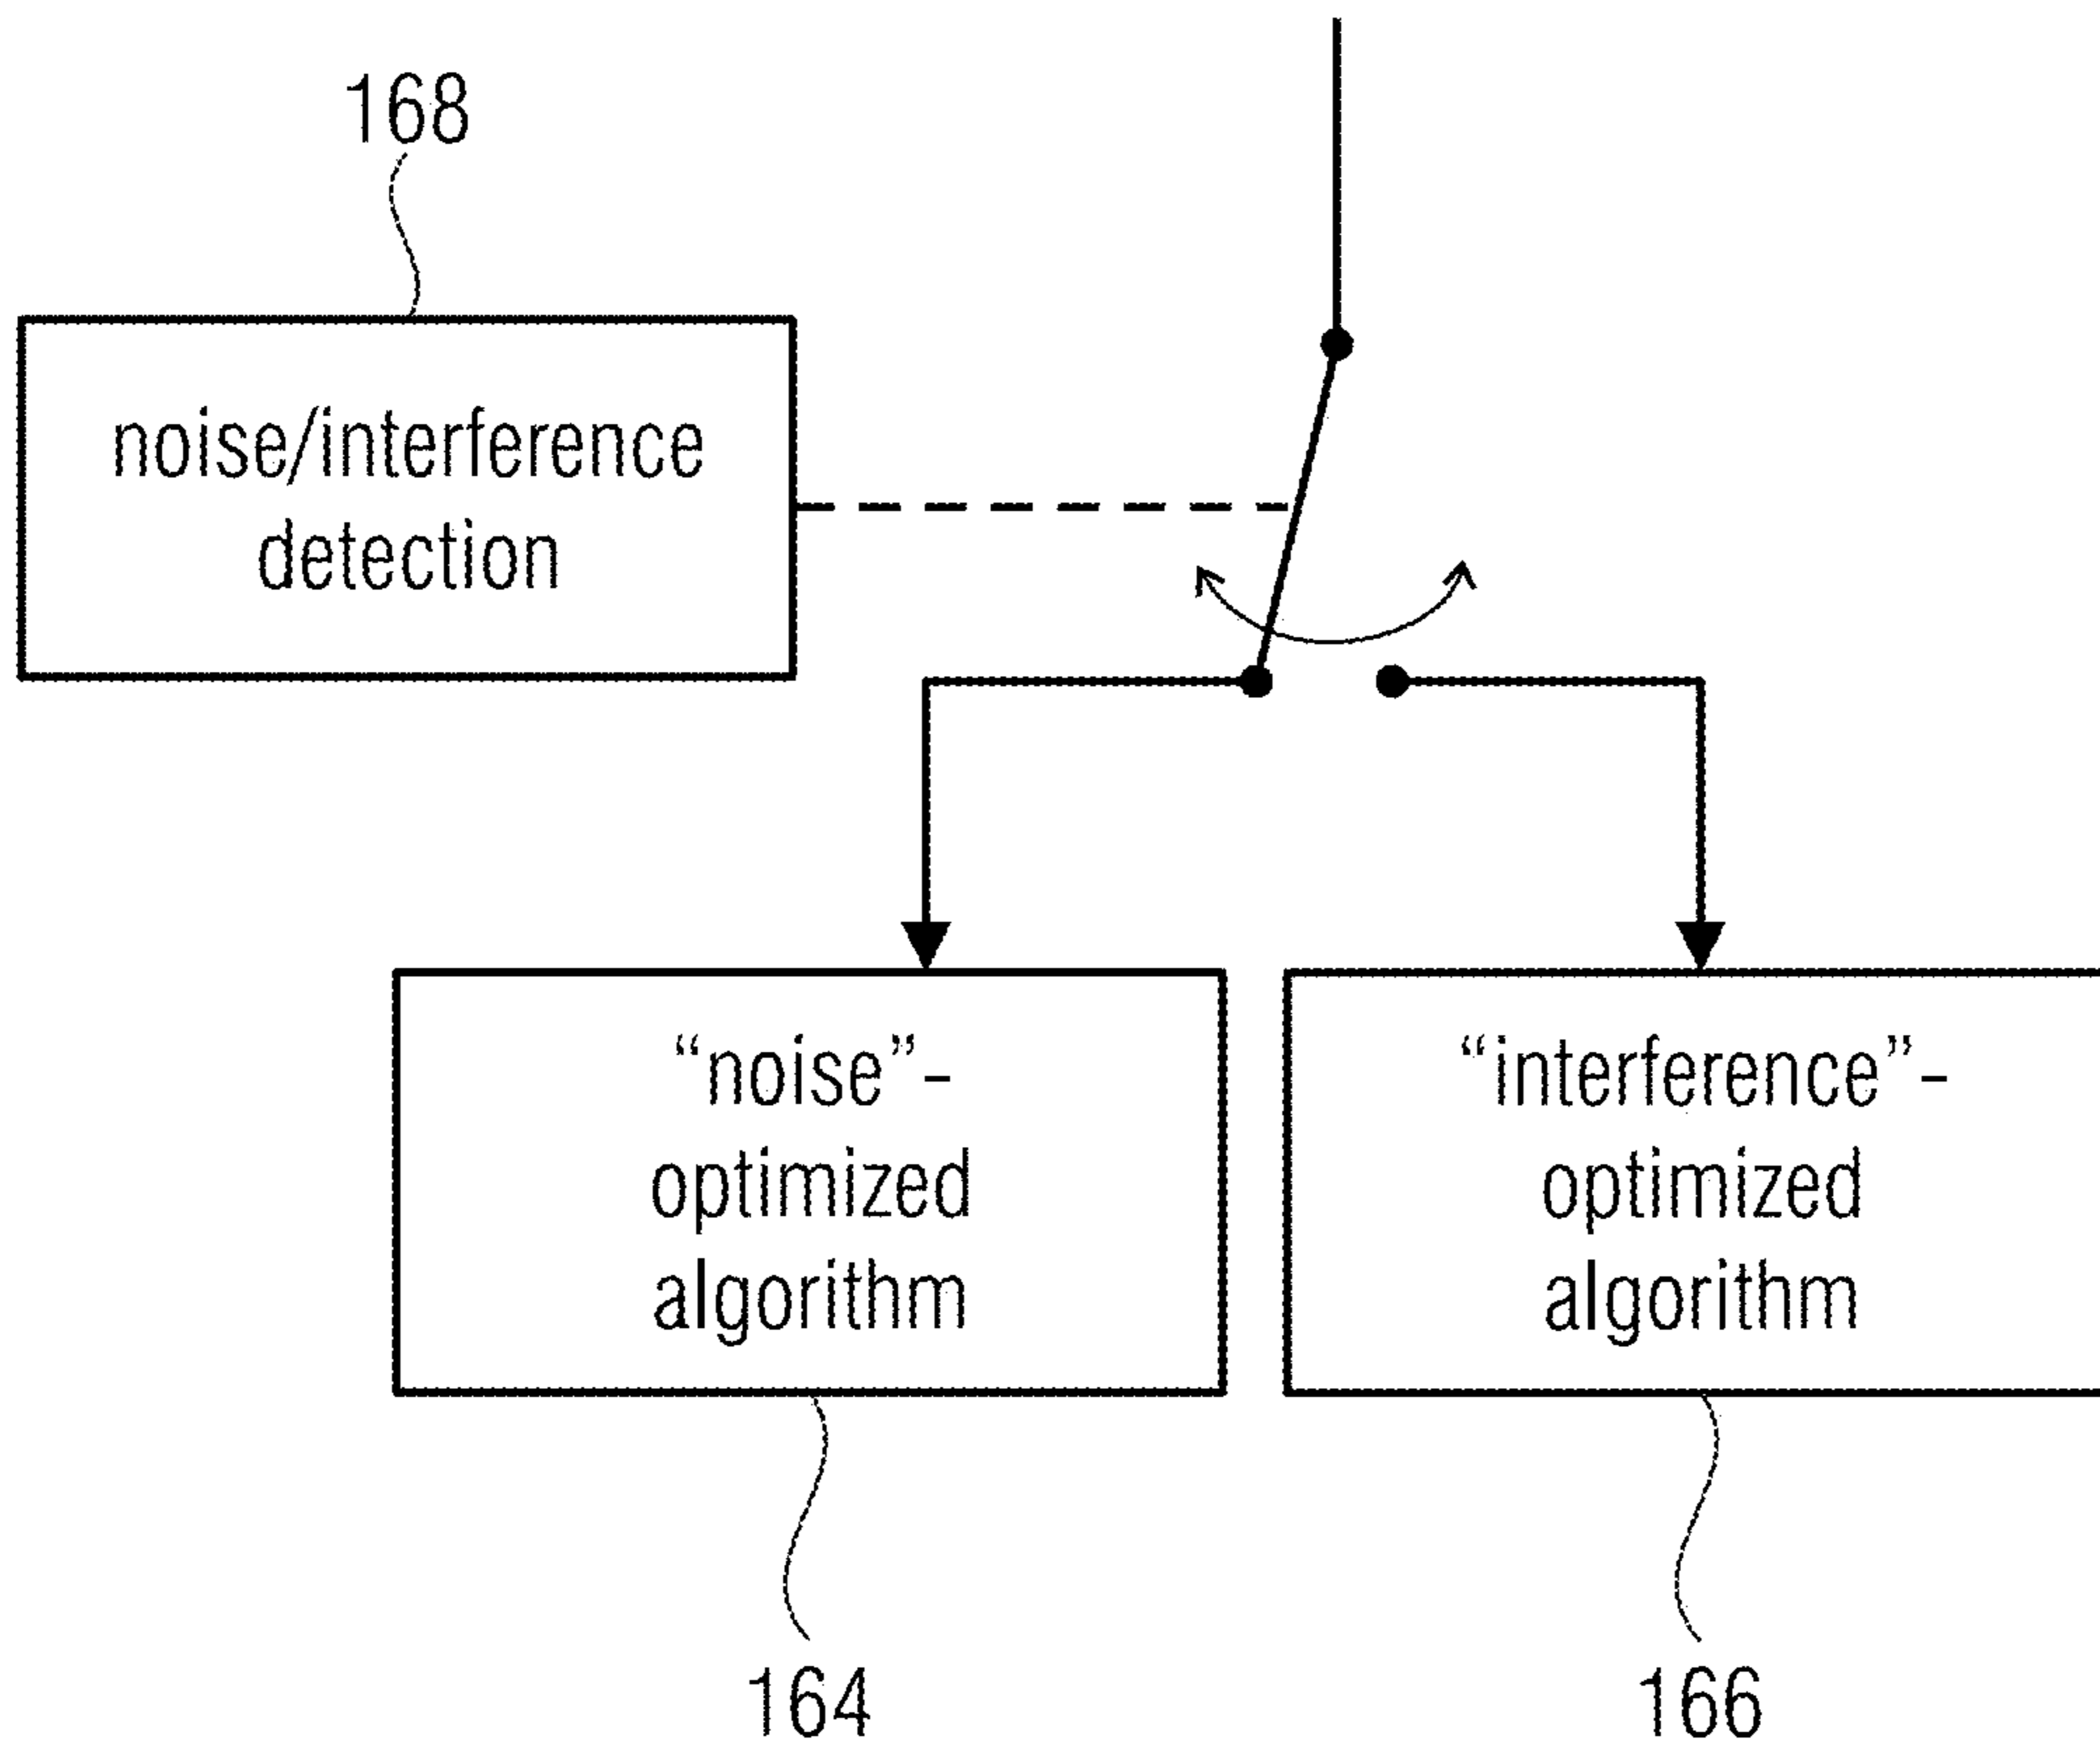 168
noise/interference
detection
“noise”-
optimized
algorithm
“interference”-
optimized
algorithm
164
166